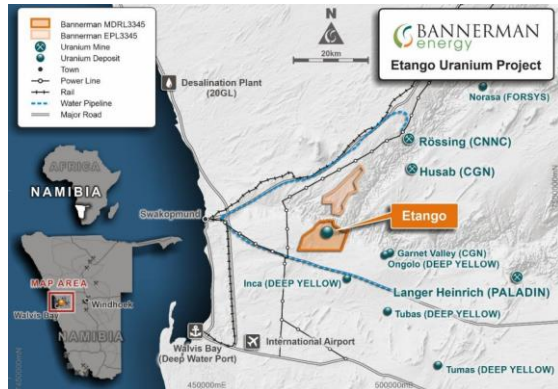 Bannerman MDRL3345
Bannerman EPL3345
Uranium Mine
Uranium Deposit
Town
Power Line
Rail
Water Pipeline
Major Road
N
20km
BANNERMAN
energy
Etango Uranium Project
Desalination Plant
(20GL)
Norasa (FORSYS)
Rössing (CNNC)
Husab (CGN)
AFRICA
NAMIBIA
Swakopmund
Etango
Garnet Valley (CGN)
Ongolo (DEEP YELLOW)
Inca (DEEP YELLOW)
Langer Heinrich (PALADIN)
MAP AREA
Windhoek
Walvis Bay
NAMIBIA
Tubas (DEEP YELLOW)
Walvis Bay
(Deep Water Port)
International Airport
Tumas (DEEP YELLOW)
450000mE
500000mE